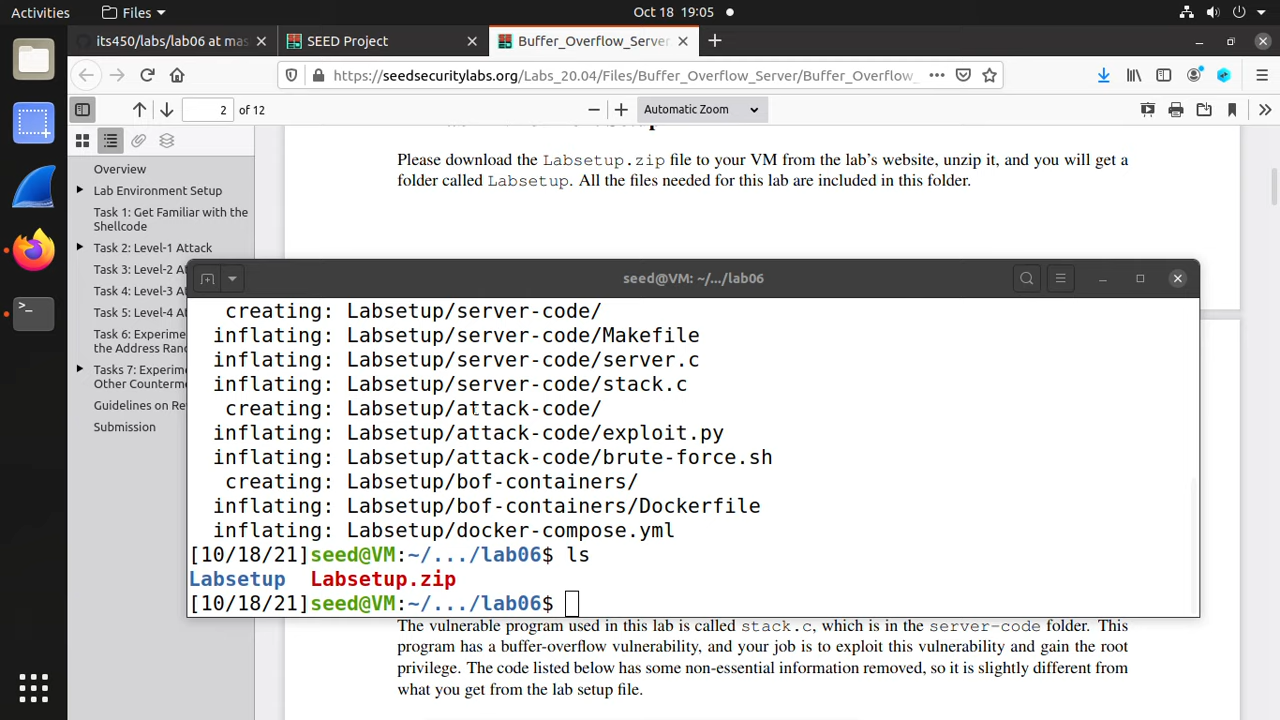 Activities
Files
Oct 18 19:05
its450/labs/lab06 at mas
SEED Project
Buffer_Overflow_Server
https://seedsecuritylabs.org/Labs_20.04/Files/Buffer_Overflow_Server/Buffer_Overflow_
2
of 12
Automatic Zoom
Overview
Lab Environment Setup
Task 1: Get Familiar with the
Shellcode
Task 2: Level-1 Attack
Task 3: Level-2 At
Task 4: Level-3 At
Task 5: Level-4 At
Task 6: Experime
the Address Ran
Tasks 7: Experim
Other Counterm
Guidelines on Re
Submission
Please download the Labsetup.zip file to your VM from the lab's website, unzip it, and you will get a
folder called Labsetup. All the files needed for this lab are included in this folder.
seed@VM: ~/.../lab06
creating: Labsetup/server-code/
inflating: Labsetup/server-code/Makefile
inflating: Labsetup/server-code/server.c
inflating: Labsetup/server-code/stack.c
creating: Labsetup/attack-code/
inflating: Labsetup/attack-code/exploit.py
inflating: Labsetup/attack-code/brute-force.sh
creating: Labsetup/bof-containers/
inflating: Labsetup/bof-containers/Dockerfile
inflating: Labsetup/docker-compose.yml
[10/18/21]seed@VM:~/.../lab06$ ls
Labsetup Labsetup.zip
[10/18/21]seed@VM:~/.../lab06$
The vulnerable program used in this lab is called stack.c, which is in the server-code folder. This
program has a buffer-overflow vulnerability, and your job is to exploit this vulnerability and gain the root
privilege. The code listed below has some non-essential information removed, so it is slightly different from
what you get from the lab setup file.